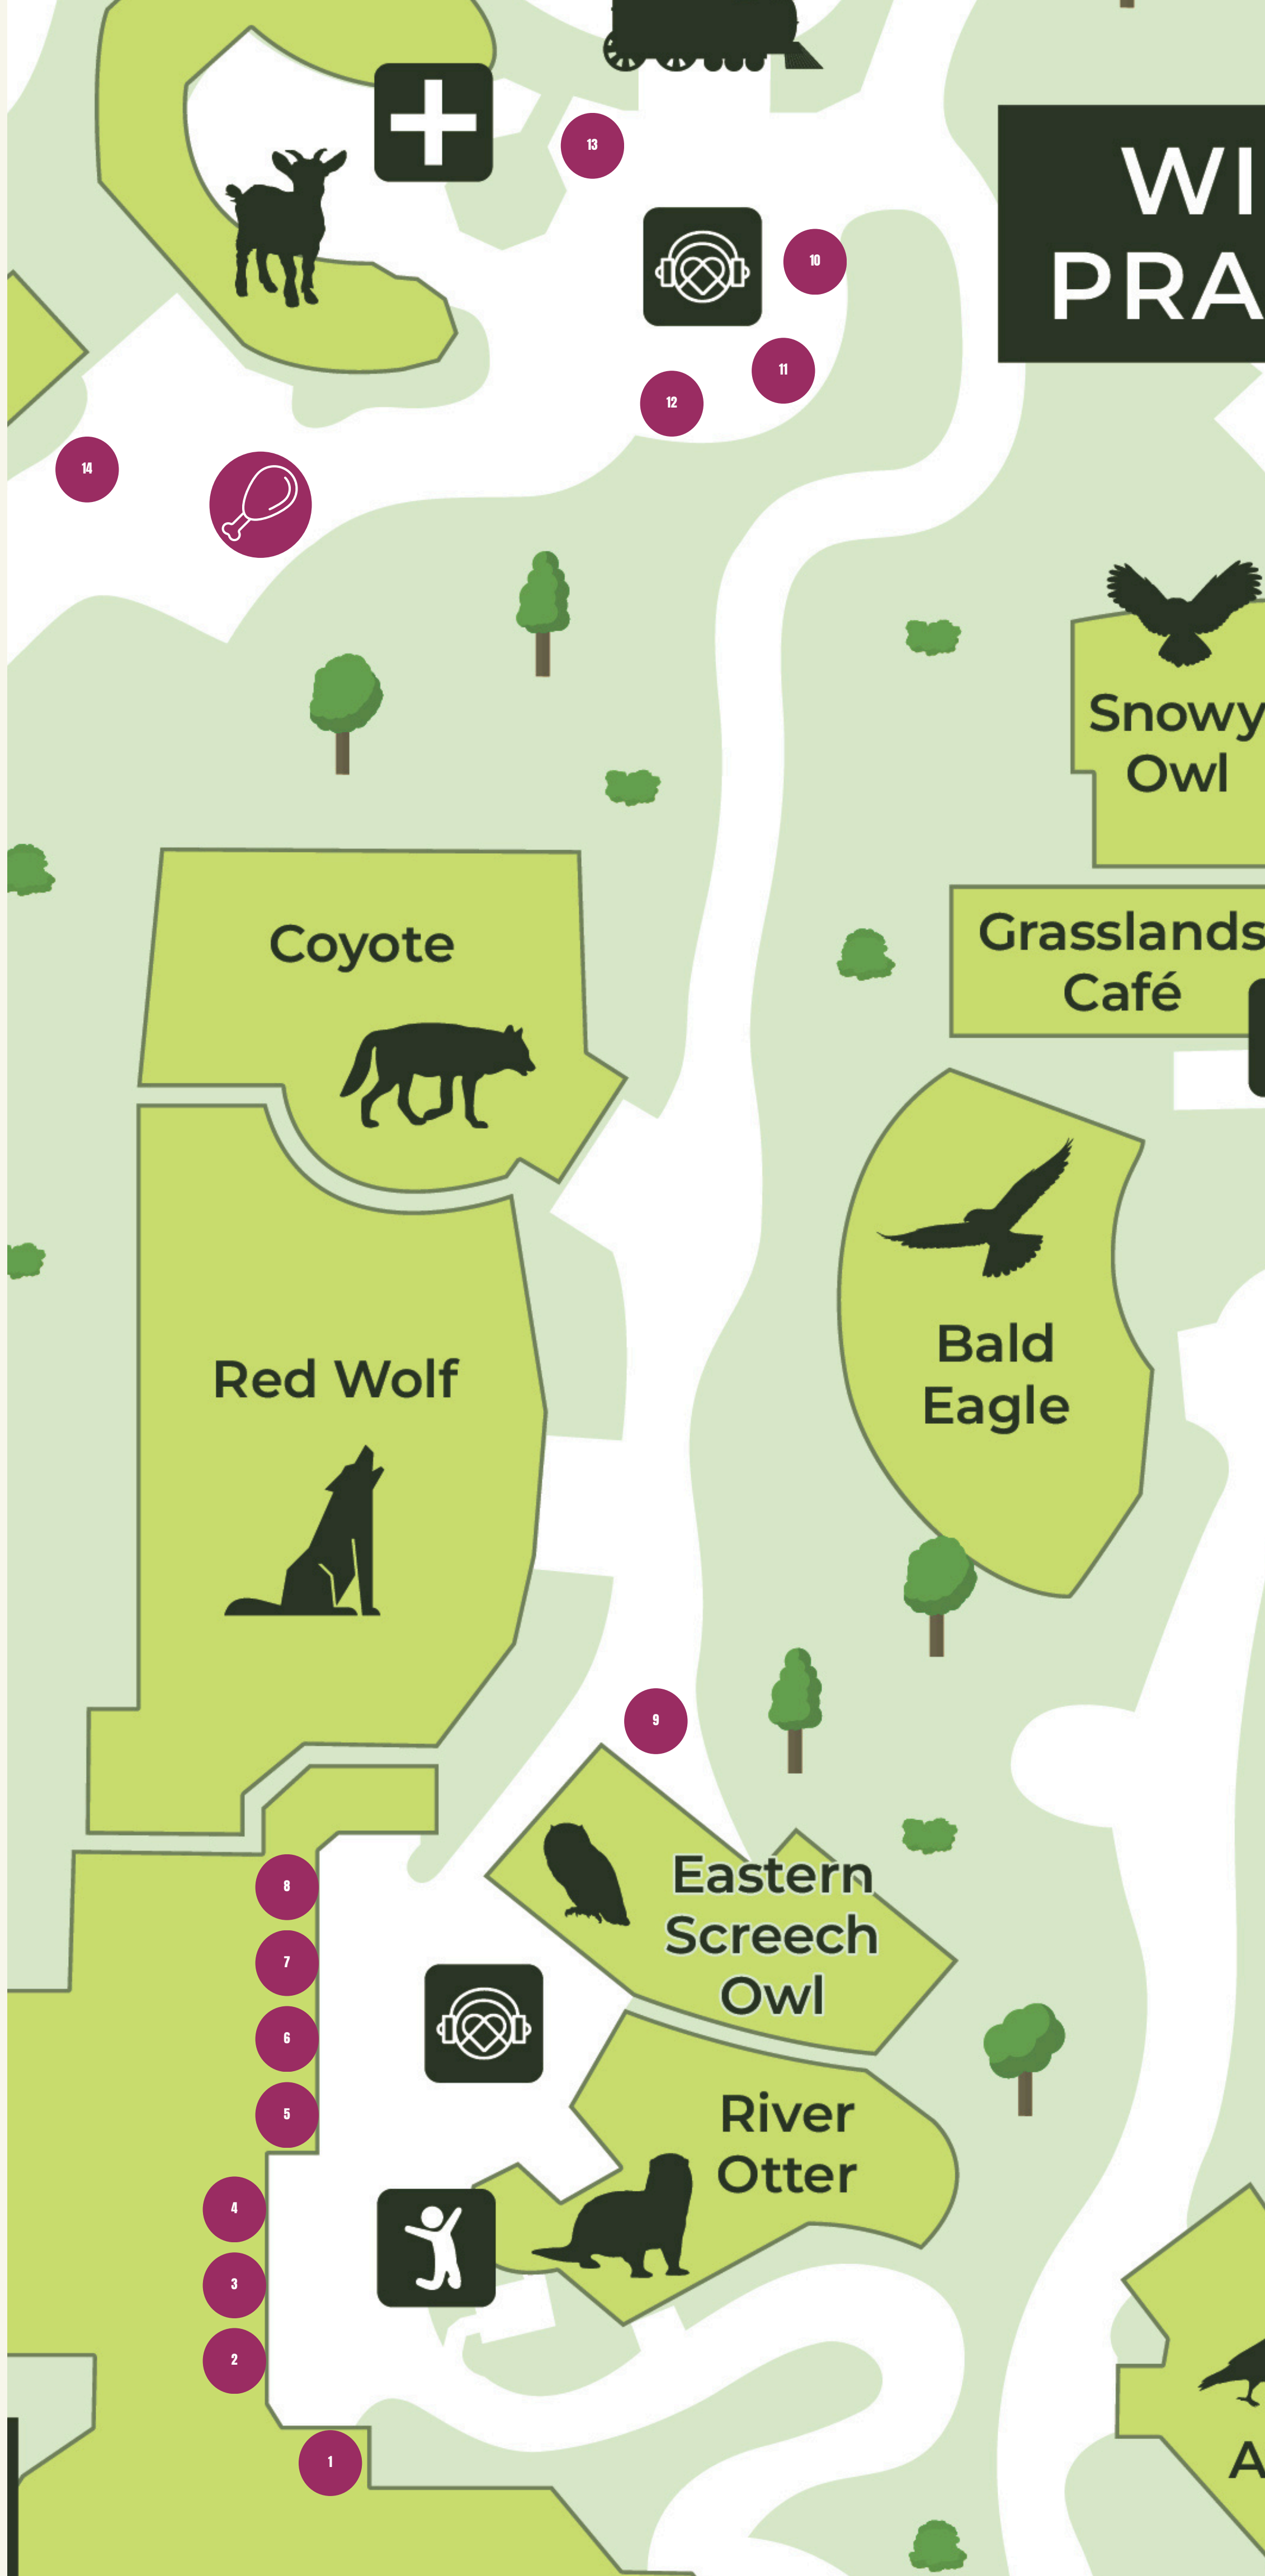 13
WI
PRA
10
11
12
14
Snowy
Owl
Coyote
Grasslands
Café
Red Wolf
Bald
Eagle
9
Eastern
Screech
Owl
8
7
6
5
River
Otter
4
3
2
A
1